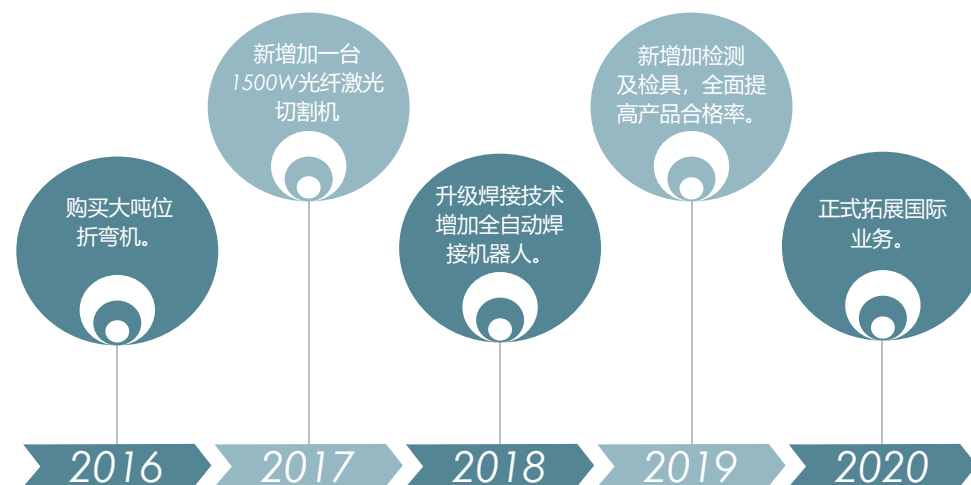 购买大吨位
折弯机。
新增加一台
1500W光纤激光
切割机
升级焊接技术
增加全自动焊
接机器人。
新增加检测
及检具，全面提
高产品合格率。
正式拓展国际
业务。
2016
2017
2018
2019
2020